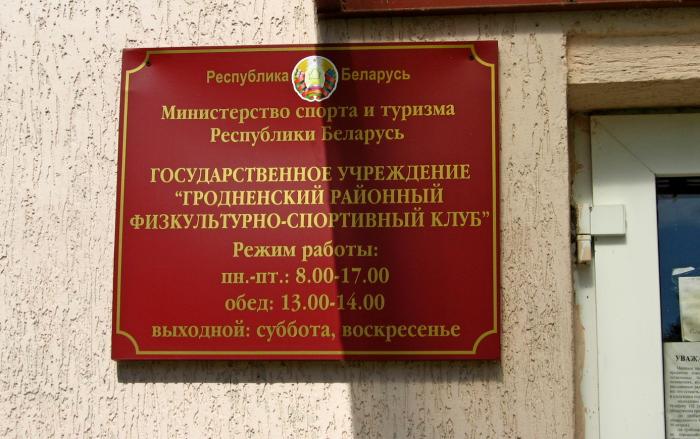 Республика Беларусь
Министерство спорта и туризма
Республики Беларусь
ГОСУДАРСТВЕННОЕ УЧРЕЖДЕНИЕ
"ГРОДНЕНСКИЙ РАЙОННЫЙ
ФИЗКУЛЬТУРНО-СПОРТИВНЫЙ КЛУБ"
Режим работы:
пн.-пт.: 8.00-17.00
обед: 13.00-14.00
выходной: суббота, воскресенье